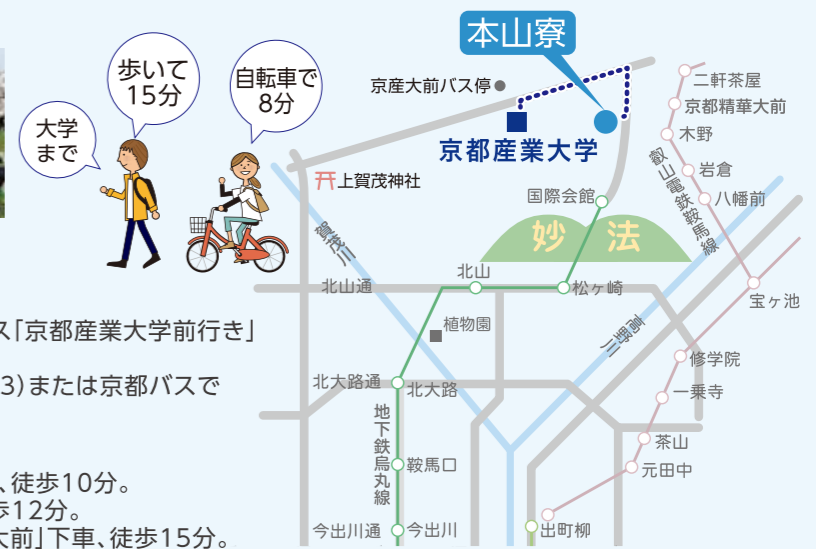 大学
まで
歩いて
15分
自転車で
8分
本山寮
京産大前バス停
京都産業大学
上賀茂神社
二軒茶屋
京都精華大前
木野
岩倉
八幡前
叡山電鉄鞍馬線
国際会館
妙 法
賀茂川
北山
北山通
松ヶ崎
宝ヶ池
植物園
高野川
修学院
北大路通
北大路
一乗寺
地下鉄烏丸線
茶山
鞍馬口
元田中
今出川通
今出川
出町柳
ス「京都産業大学前行き」
3)または京都バスで
、徒歩10分。
歩12分。
大前」下車、徒歩15分。